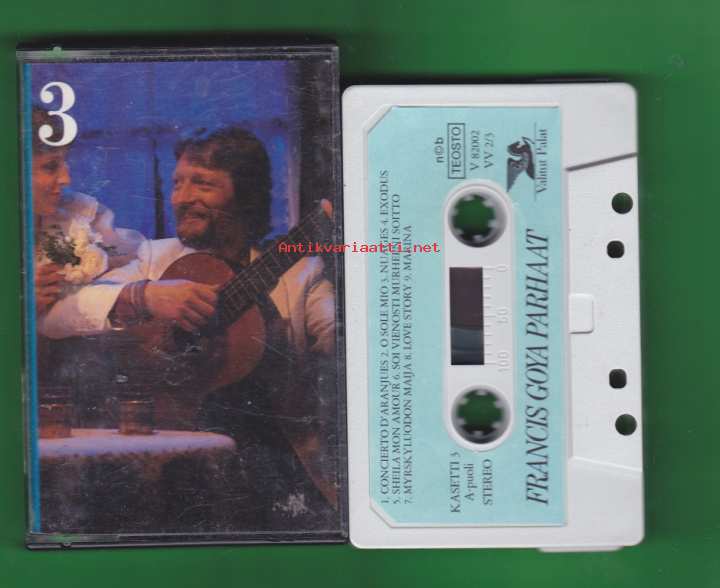 3
Antikvariaatti.net
n©b
TEOSTO
V 82002
VV 2/3
Valitut Palat
1. CONCIERTO D'ARANJUES 2. O SOLE MIO 3. NUAGES 4. EXODUS
5. SHEILA MON AMOUR 6. SOI VIENOSTI MURHEENI SOITTO
7. MYRSKYLUODON MAIJA 8. LOVE STORY 9. MARINA
100 50 0
KASETTI 3
A-puoli
STEREO
FRANCIS GOYA PARHAAT